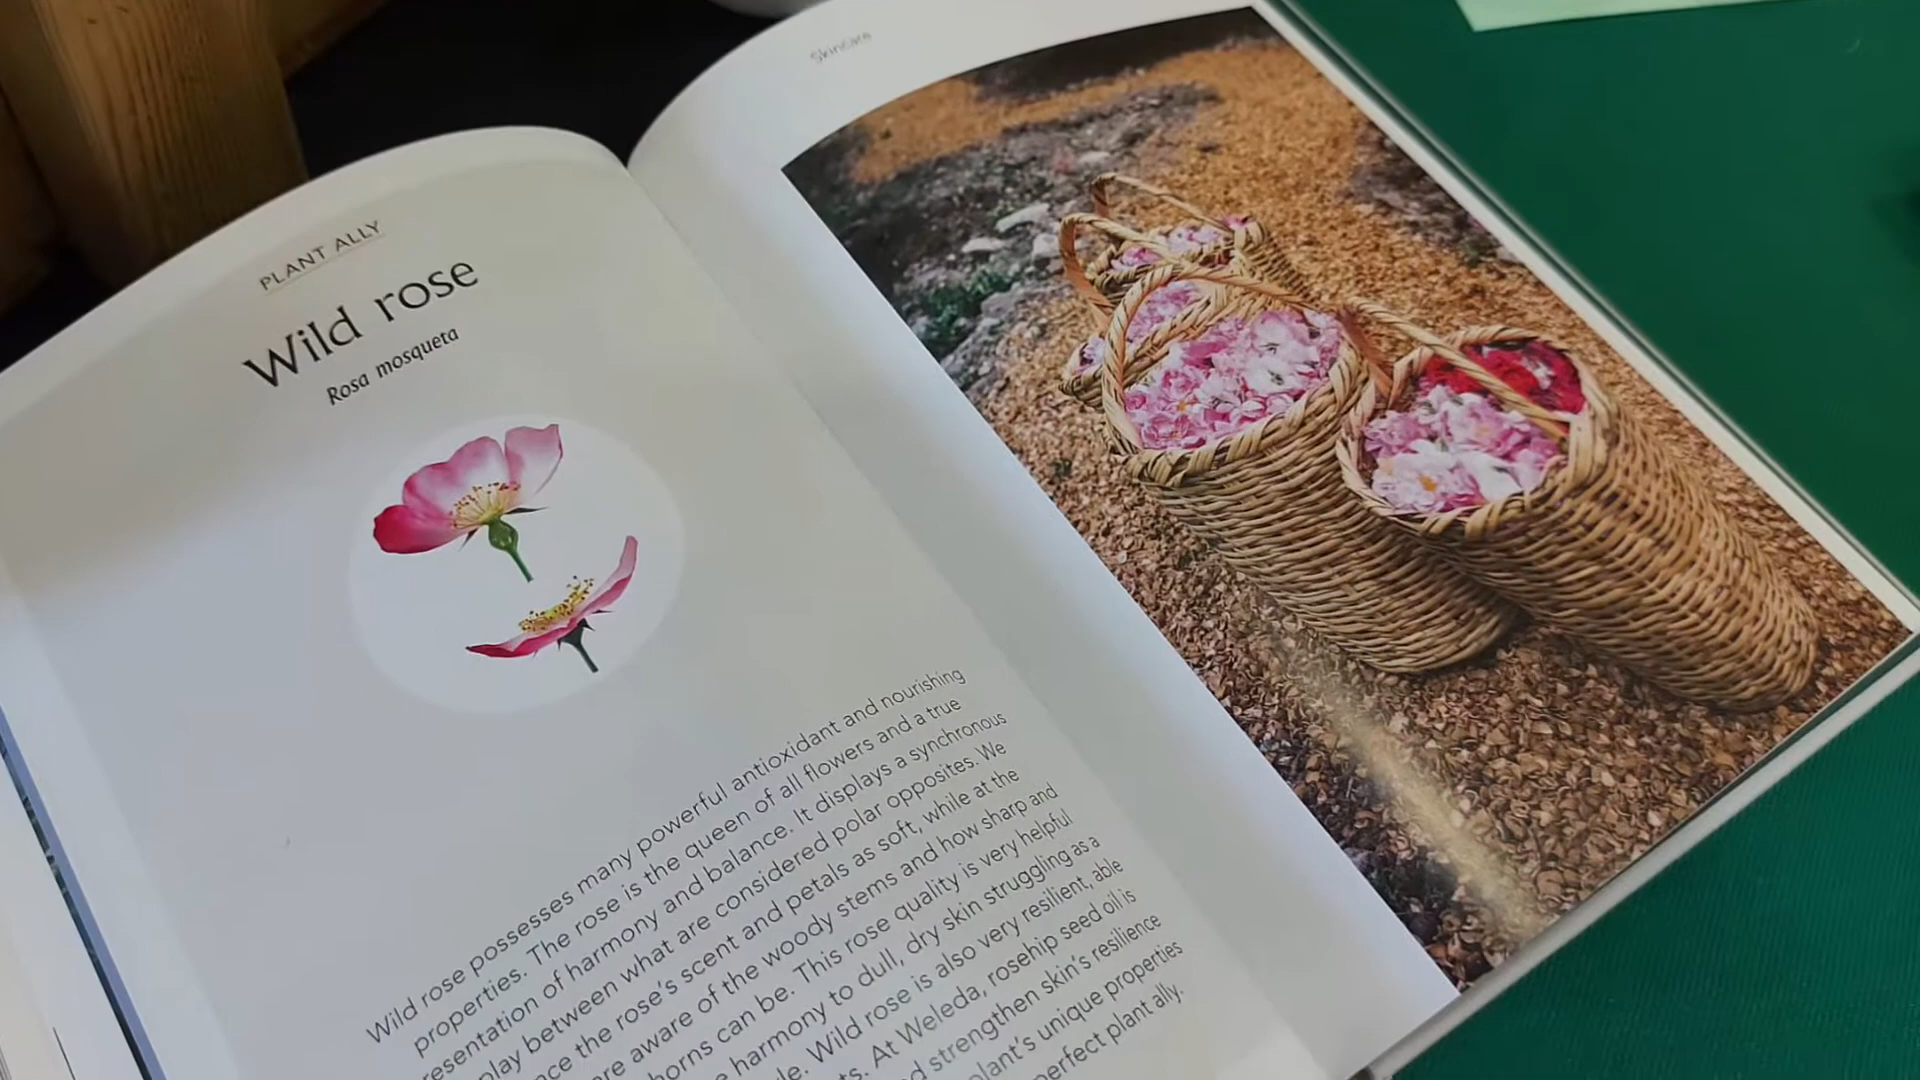 PLANT ALLY
Wild rose
Rosa mosqueta
Wild rose possesses many powerful antioxidant and nourishing
properties. The rose is the queen of all flowers and a true
resentation of harmony and balance. It displays a synchronous
play between what are considered polar opposites. We
nce the rose's scent and petals as soft, while at the
re aware of the woody stems and how sharp and
horns can be. This rose quality is very helpful
e harmony to dull, dry skin struggling as a
le. Wild rose is also very resilient, able
ts. At Weleda, rosehip seed oil is
d strengthen skin's resilience
plant's unique properties
perfect plant ally.
Skincare